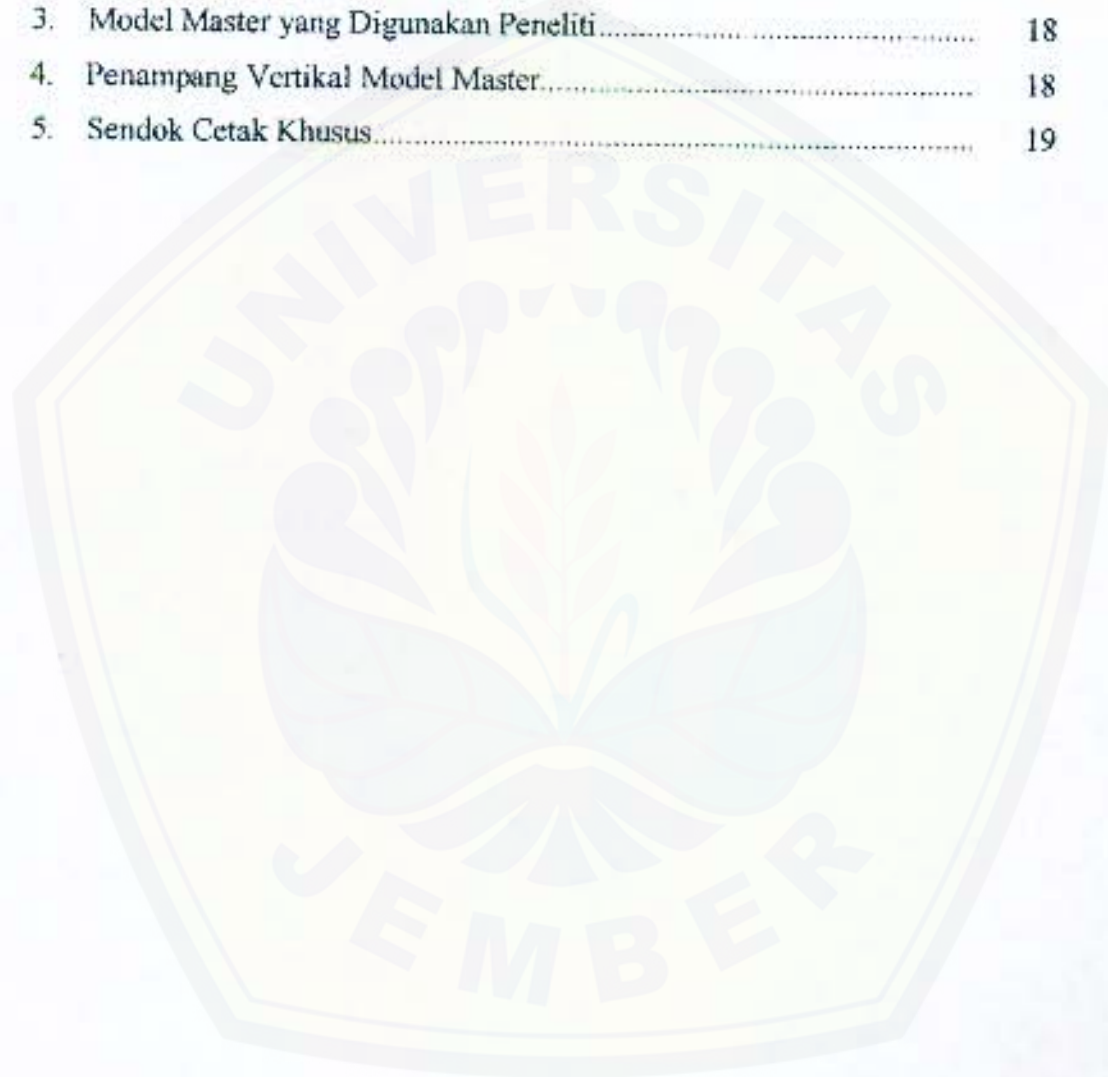 3. Model Master yang Digunakan Peneliti 18
4. Penampang Vertikal Model Master 18
5. Sendok Cetak Khusus 19
UNIVERSITAS
JEMBER